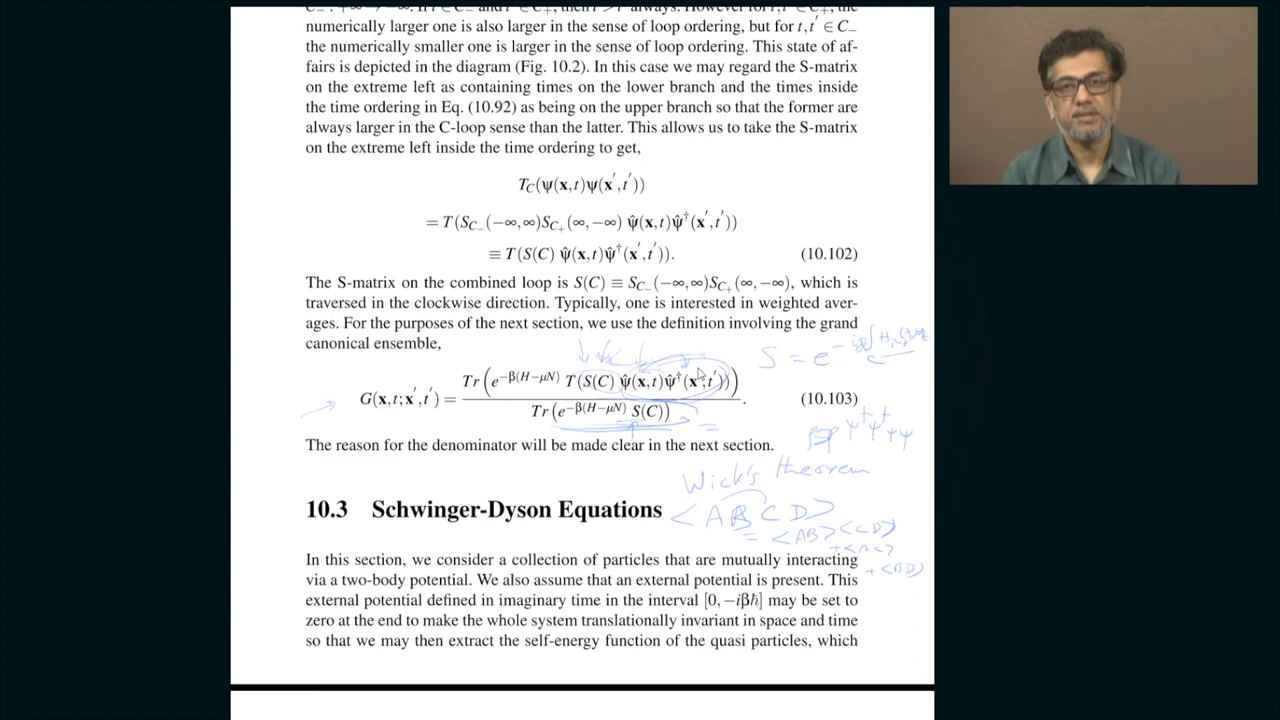 numerically larger one is also larger in the sense of loop ordering, but for t,t′ ∈ C₋
the numerically smaller one is larger in the sense of loop ordering. This state of af-
fairs is depicted in the diagram (Fig. 10.2). In this case we may regard the S-matrix
on the extreme left as containing times on the lower branch and the times inside
the time ordering in Eq. (10.92) as being on the upper branch so that the former are
always larger in the C-loop sense than the latter. This allows us to take the S-matrix
on the extreme left inside the time ordering to get,
T_C(ψ(x,t)ψ(x′,t′))
= T(S_{C₋}(−∞,∞)S_{C₊}(∞,−∞) ψ̂(x,t)ψ̂†(x′,t′))
≡ T(S(C) ψ̂(x,t)ψ̂†(x′,t′)). (10.102)
The S-matrix on the combined loop is S(C) ≡ S_{C₋}(−∞,∞)S_{C₊}(∞,−∞), which is
traversed in the clockwise direction. Typically, one is interested in weighted aver-
ages. For the purposes of the next section, we use the definition involving the grand
canonical ensemble,
S = e
Tr(e^{−β(H−μN)} T(S(C) ψ̂(x,t)ψ̂†(x′,t′)))
G(x,t;x′,t′) = . (10.103)
Tr(e^{−β(H−μN)} S(C))
ψ†ψ†ψψ
The reason for the denominator will be made clear in the next section.
Wick's theorem
10.3 Schwinger-Dyson Equations
<ABCD>
= <AB><CD>
In this section, we consider a collection of particles that are mutually interacting
+<BD>
via a two-body potential. We also assume that an external potential is present. This
external potential defined in imaginary time in the interval [0,−iβℏ] may be set to
zero at the end to make the whole system translationally invariant in space and time
so that we may then extract the self-energy function of the quasi particles, which